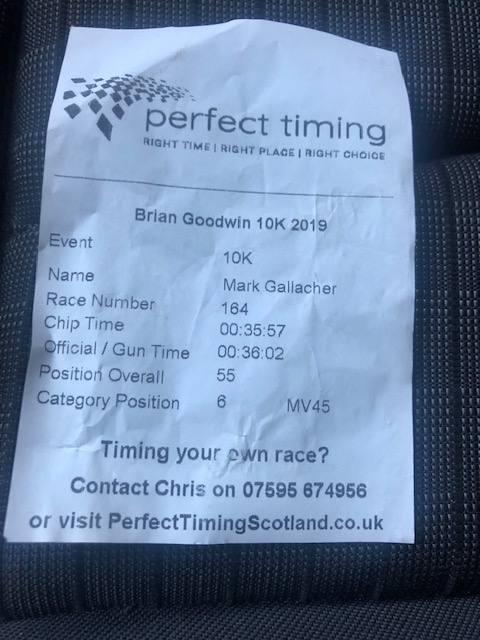 perfect timing
RIGHT TIME | RIGHT PLACE | RIGHT CHOICE
Brian Goodwin 10K 2019
Event 10K
Name Mark Gallacher
Race Number 164
Chip Time 00:35:57
Official / Gun Time 00:36:02
Position Overall 55
Category Position 6 MV45
Timing your own race?
Contact Chris on 07595 674956
or visit PerfectTimingScotland.co.uk